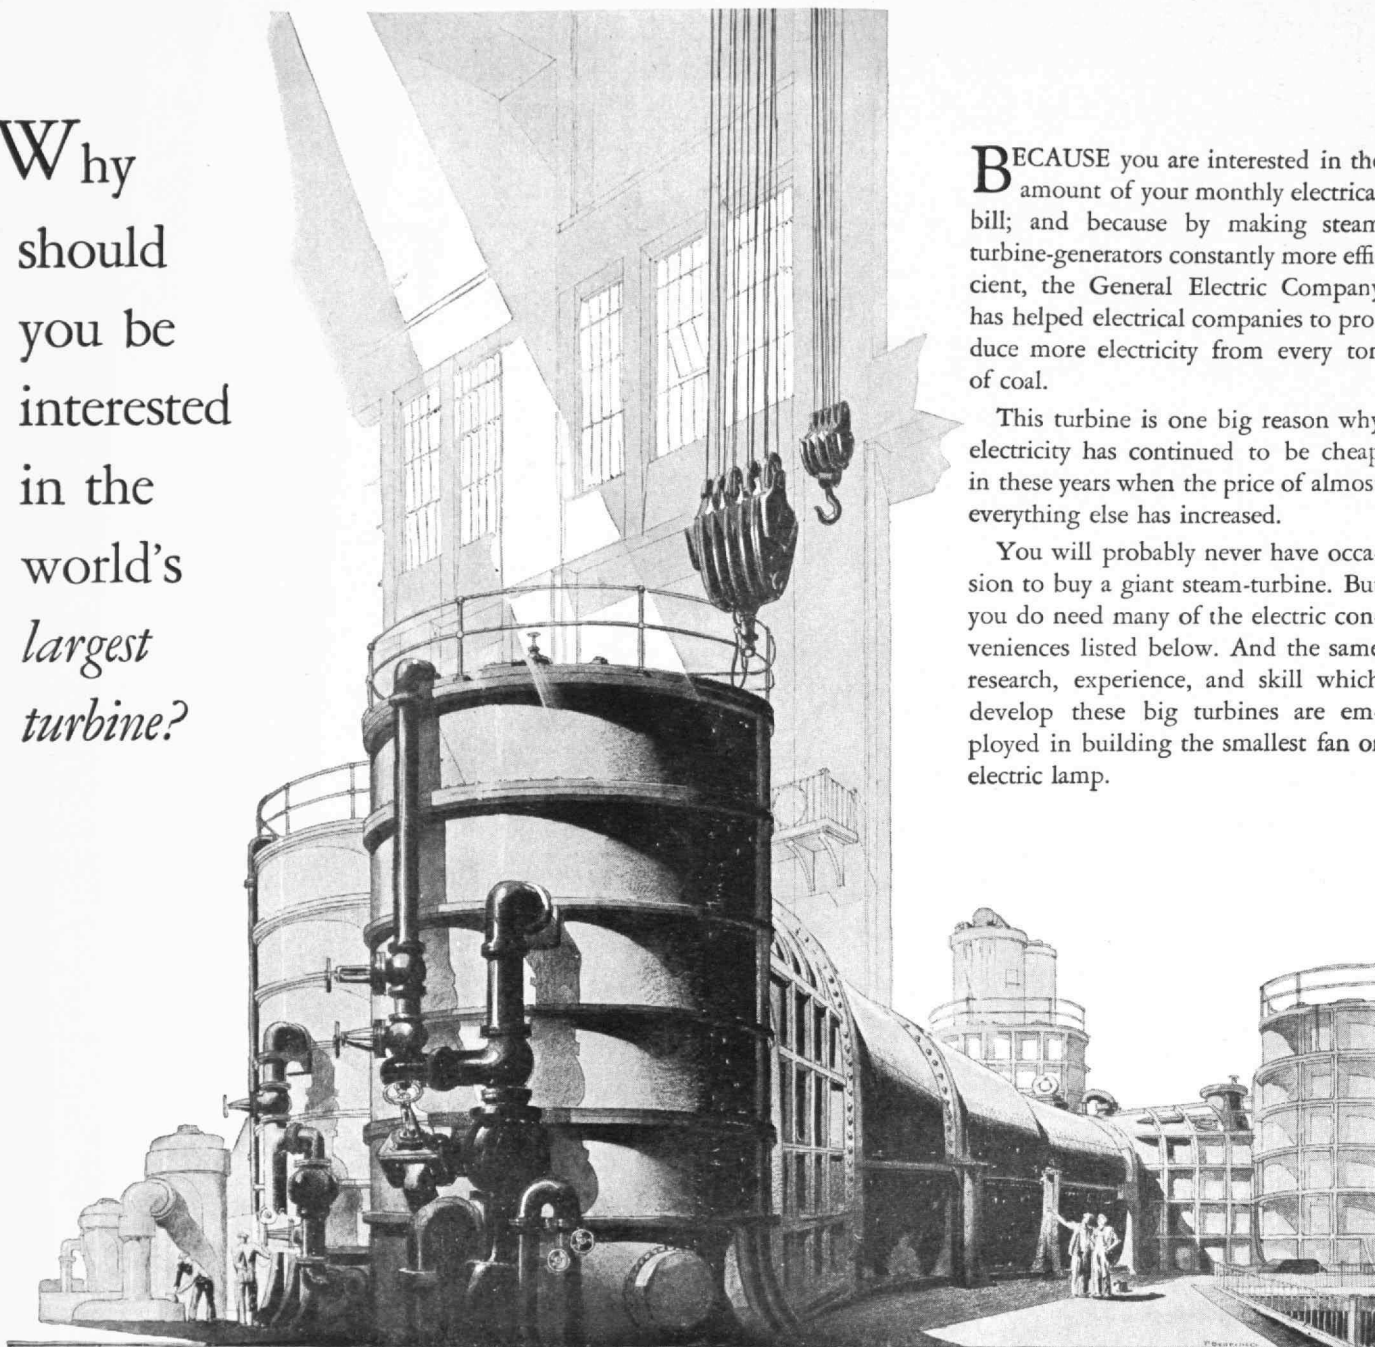 Why
should
you be
interested
in the
world's
largest
turbine?
BECAUSE you are interested in the
amount of your monthly electrical
bill; and because by making steam
turbine-generators constantly more effi-
cient, the General Electric Company
has helped electrical companies to pro-
duce more electricity from every ton
of coal.
This turbine is one big reason why
electricity has continued to be cheap
in these years when the price of almost
everything else has increased.
You will probably never have occa-
sion to buy a giant steam-turbine. But
you do need many of the electric con-
veniences listed below. And the same
research, experience, and skill which
develop these big turbines are em-
ployed in building the smallest fan or
electric lamp.